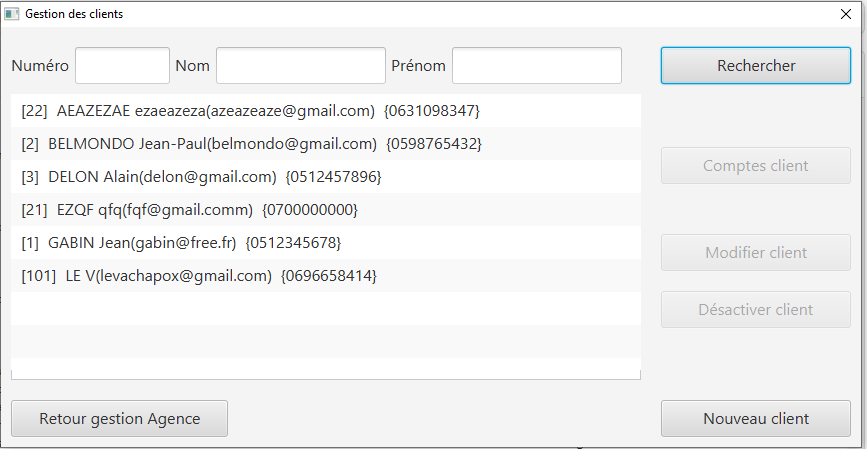 Gestion des clients
Numéro Nom Prénom Rechercher
[22] AEAZEZAE ezaeazeza(azeazeaze@gmail.com) {0631098347}
[2] BELMONDO Jean-Paul(belmondo@gmail.com) {0598765432}
Comptes client
[3] DELON Alain(delon@gmail.com) {0512457896}
[21] EZQF qfq(fqf@gmail.comm) {0700000000}
[1] GABIN Jean(gabin@free.fr) {0512345678}
Modifier client
[101] LE V(levachapox@gmail.com) {0696658414}
Désactiver client
Retour gestion Agence Nouveau client